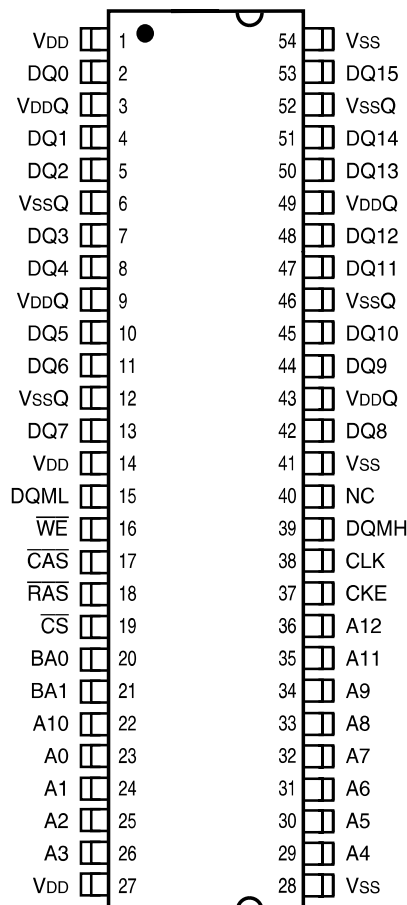 VDD 1 54 VSS
DQ0 2 53 DQ15
VDDQ 3 52 VSSQ
DQ1 4 51 DQ14
DQ2 5 50 DQ13
VSSQ 6 49 VDDQ
DQ3 7 48 DQ12
DQ4 8 47 DQ11
VDDQ 9 46 VSSQ
DQ5 10 45 DQ10
DQ6 11 44 DQ9
VSSQ 12 43 VDDQ
DQ7 13 42 DQ8
VDD 14 41 VSS
DQML 15 40 NC
W̅E̅ 16 39 DQMH
C̅A̅S̅ 17 38 CLK
R̅A̅S̅ 18 37 CKE
C̅S̅ 19 36 A12
BA0 20 35 A11
BA1 21 34 A9
A10 22 33 A8
A0 23 32 A7
A1 24 31 A6
A2 25 30 A5
A3 26 29 A4
VDD 27 28 VSS